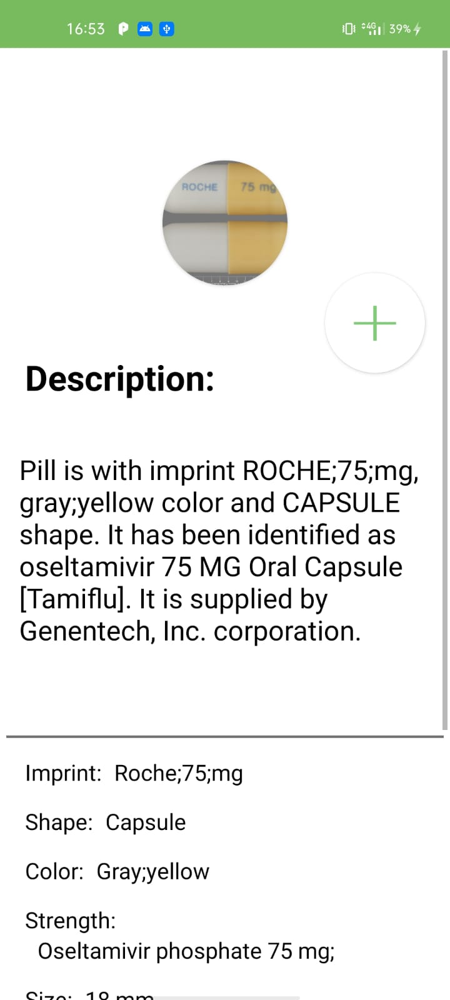 16:53
4G
39%
ROCHE
75 mg
Description:
Pill is with imprint ROCHE;75;mg,
gray;yellow color and CAPSULE
shape. It has been identified as
oseltamivir 75 MG Oral Capsule
[Tamiflu]. It is supplied by
Genentech, Inc. corporation.
Imprint: Roche;75;mg
Shape: Capsule
Color: Gray;yellow
Strength:
Oseltamivir phosphate 75 mg;
Size: 18 mm